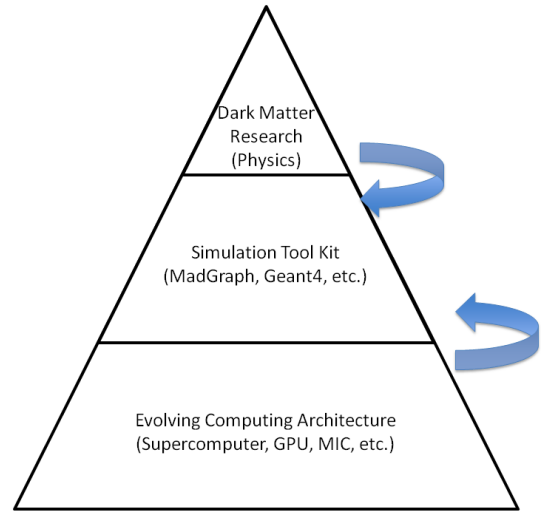 Dark Matter
Research
(Physics)
Simulation Tool Kit
(MadGraph, Geant4, etc.)
Evolving Computing Architecture
(Supercomputer, GPU, MIC, etc.)